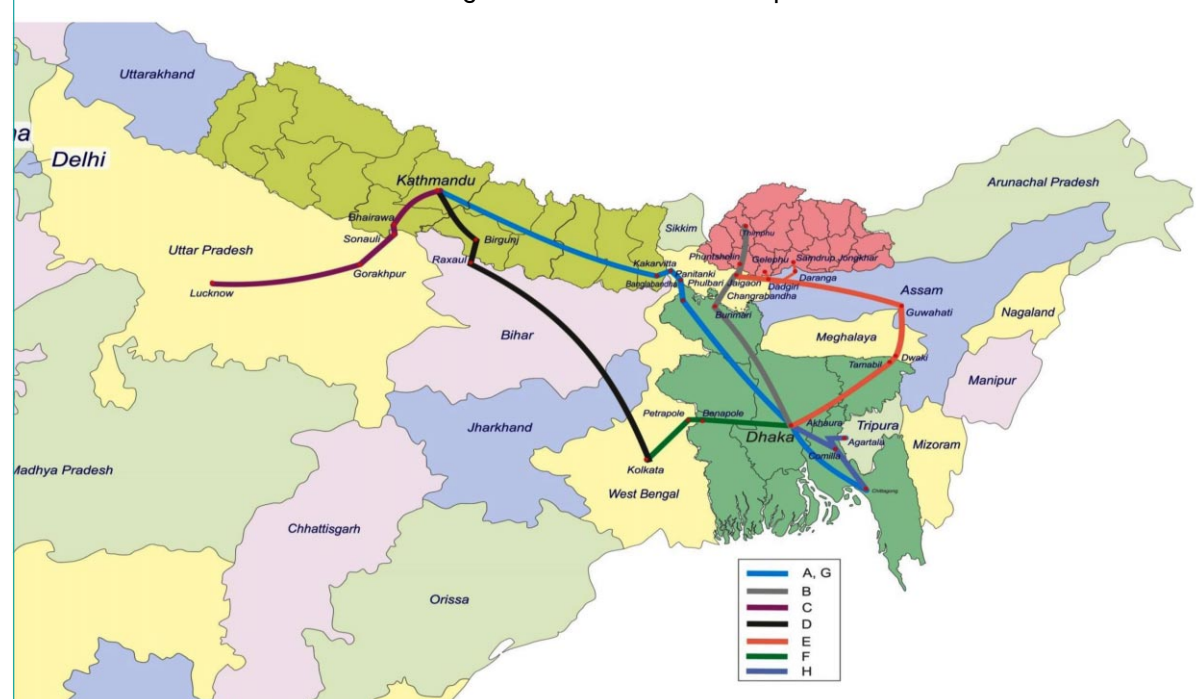 Uttarakhand
na
Delhi
Arunachal Pradesh
Kathmandu
Bhairawa
Sikkim
Thimphu
Sonauli
Birgunj
Uttar Pradesh
Raxaul
Phuntsholin
Gelephu
Samdrup Jongkhar
Gorakhpur
Kakarvitta
Panitanki
Daranga
Lucknow
Banglabandha
Phulbari
Jaigaon
Dadgiri
Assam
Changrabandha
Burimari
Guwahati
Nagaland
Bihar
Meghalaya
Dwaki
Tamabil
Manipur
Petrapole
Benapole
Jharkhand
Dhaka
Akhaura
Tripura
Agartala
Mizoram
Comilla
Madhya Pradesh
Kolkata
West Bengal
Chittagong
Chhattisgarh
Orissa
A, G
B
C
D
E
F
H